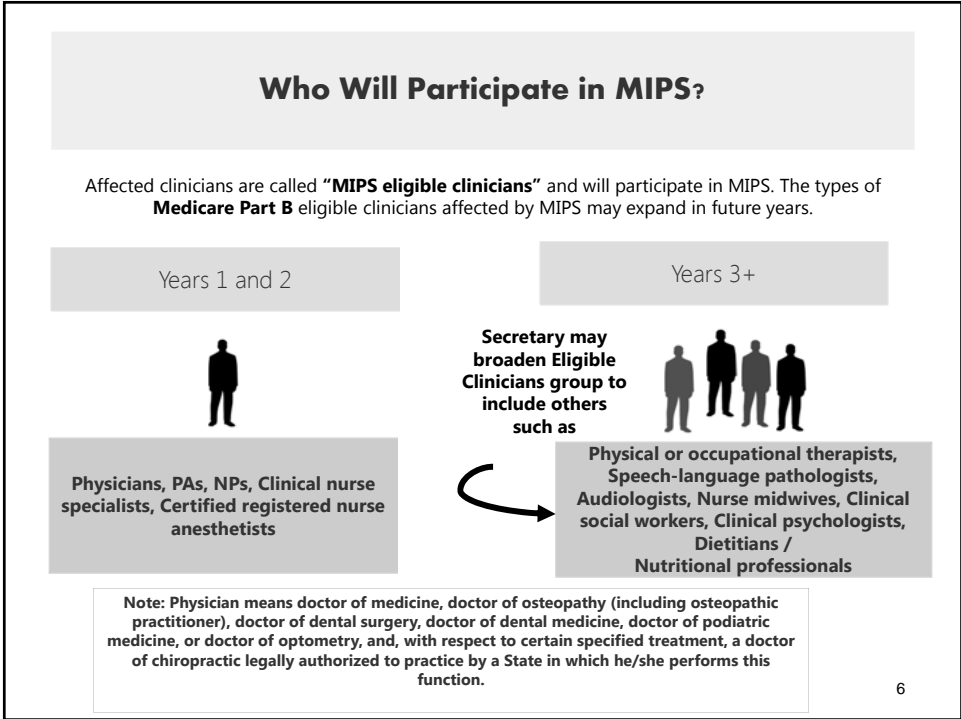 Who Will Participate in MIPS?
Affected clinicians are called “MIPS eligible clinicians” and will participate in MIPS. The types of
Medicare Part B eligible clinicians affected by MIPS may expand in future years.
Years 1 and 2
Physicians, PAs, NPs, Clinical nurse
specialists, Certified registered nurse
anesthetists
Years 3+
Secretary may
broaden Eligible
Clinicians group to
include others
such as
Physical or occupational therapists,
Speech-language pathologists,
Audiologists, Nurse midwives, Clinical
social workers, Clinical psychologists,
Dietitians /
Nutritional professionals
Note: Physician means doctor of medicine, doctor of osteopathy (including osteopathic
practitioner), doctor of dental surgery, doctor of dental medicine, doctor of podiatric
medicine, or doctor of optometry, and, with respect to certain specified treatment, a doctor
of chiropractic legally authorized to practice by a State in which he/she performs this
function.
6